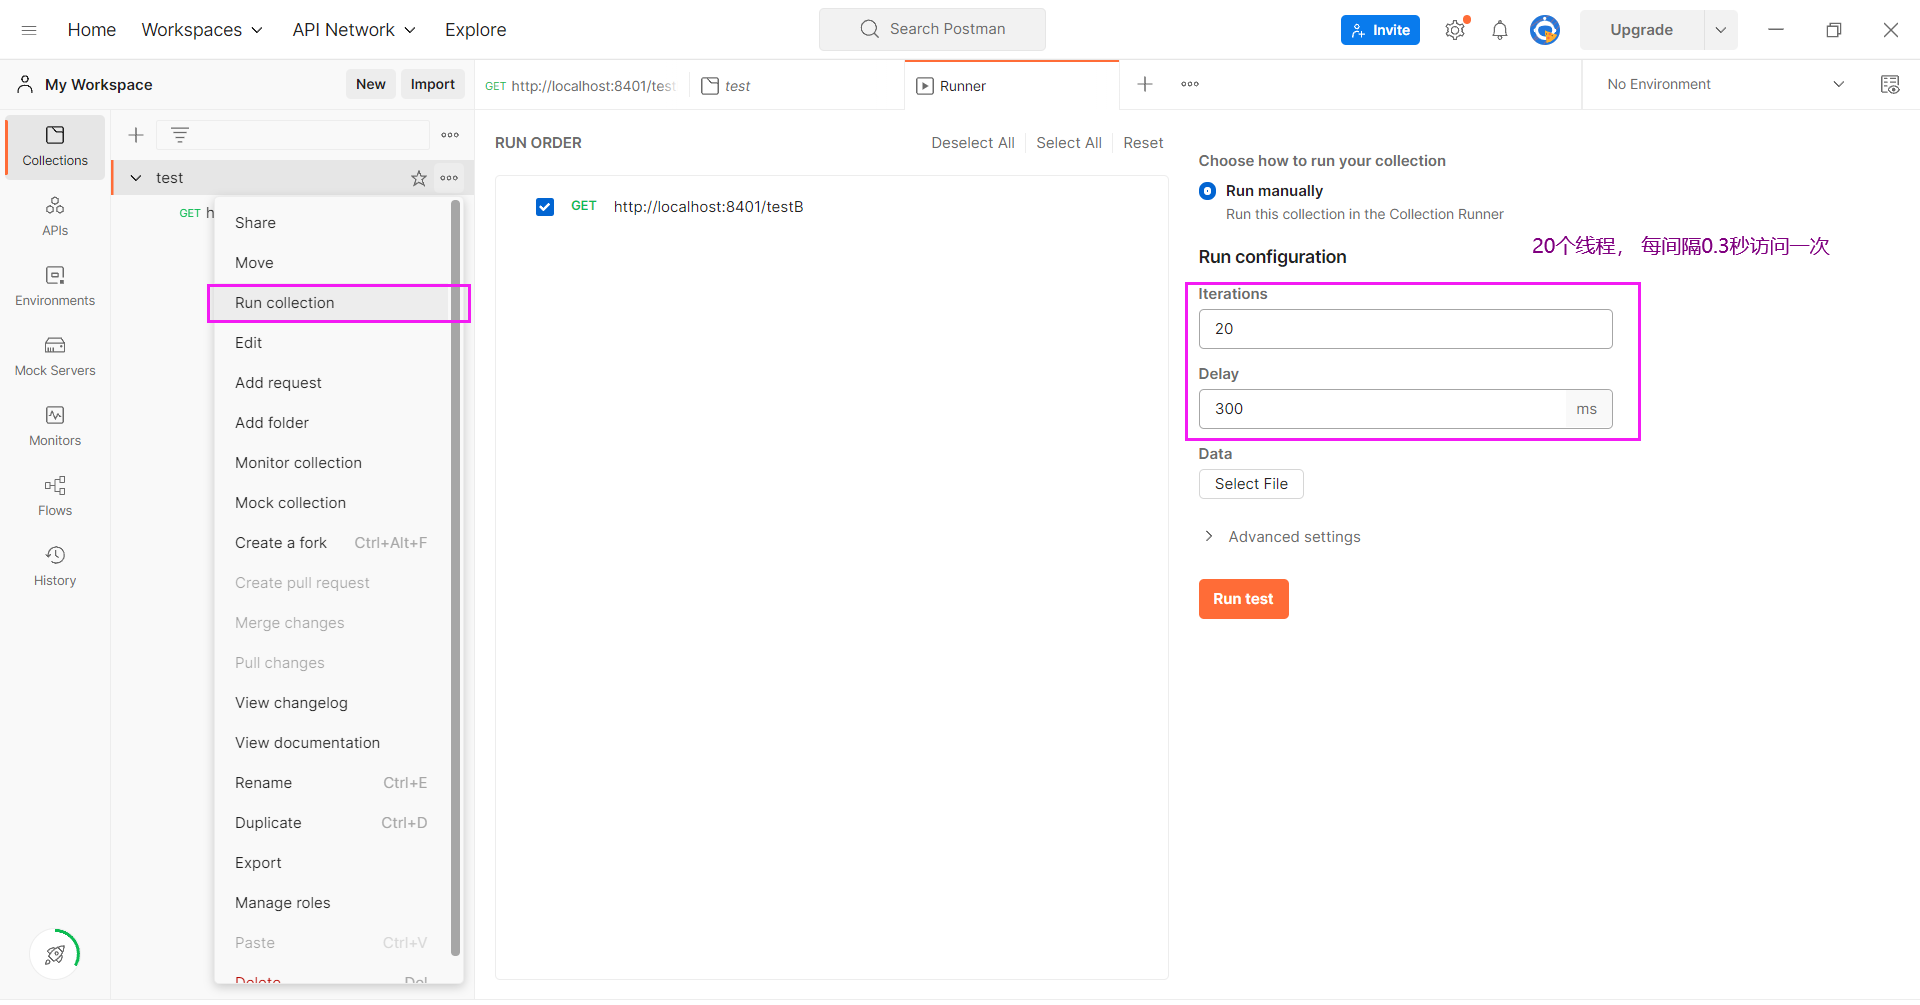 Home
Workspaces
API Network
Explore
Search Postman
Invite
Upgrade
My Workspace
New
Import
GET http://localhost:8401/test
test
Runner
No Environment
Collections
APIs
Environments
Mock Servers
Monitors
Flows
History
test
GET h
Share
Move
Run collection
Edit
Add request
Add folder
Monitor collection
Mock collection
Create a fork Ctrl+Alt+F
Create pull request
Merge changes
Pull changes
View changelog
View documentation
Rename Ctrl+E
Duplicate Ctrl+D
Export
Manage roles
Paste Ctrl+V
Delete Del
RUN ORDER
Deselect All
Select All
Reset
GET http://localhost:8401/testB
Choose how to run your collection
Run manually
Run this collection in the Collection Runner
20个线程， 每间隔0.3秒访问一次
Run configuration
Iterations
20
Delay
300 ms
Data
Select File
Advanced settings
Run test